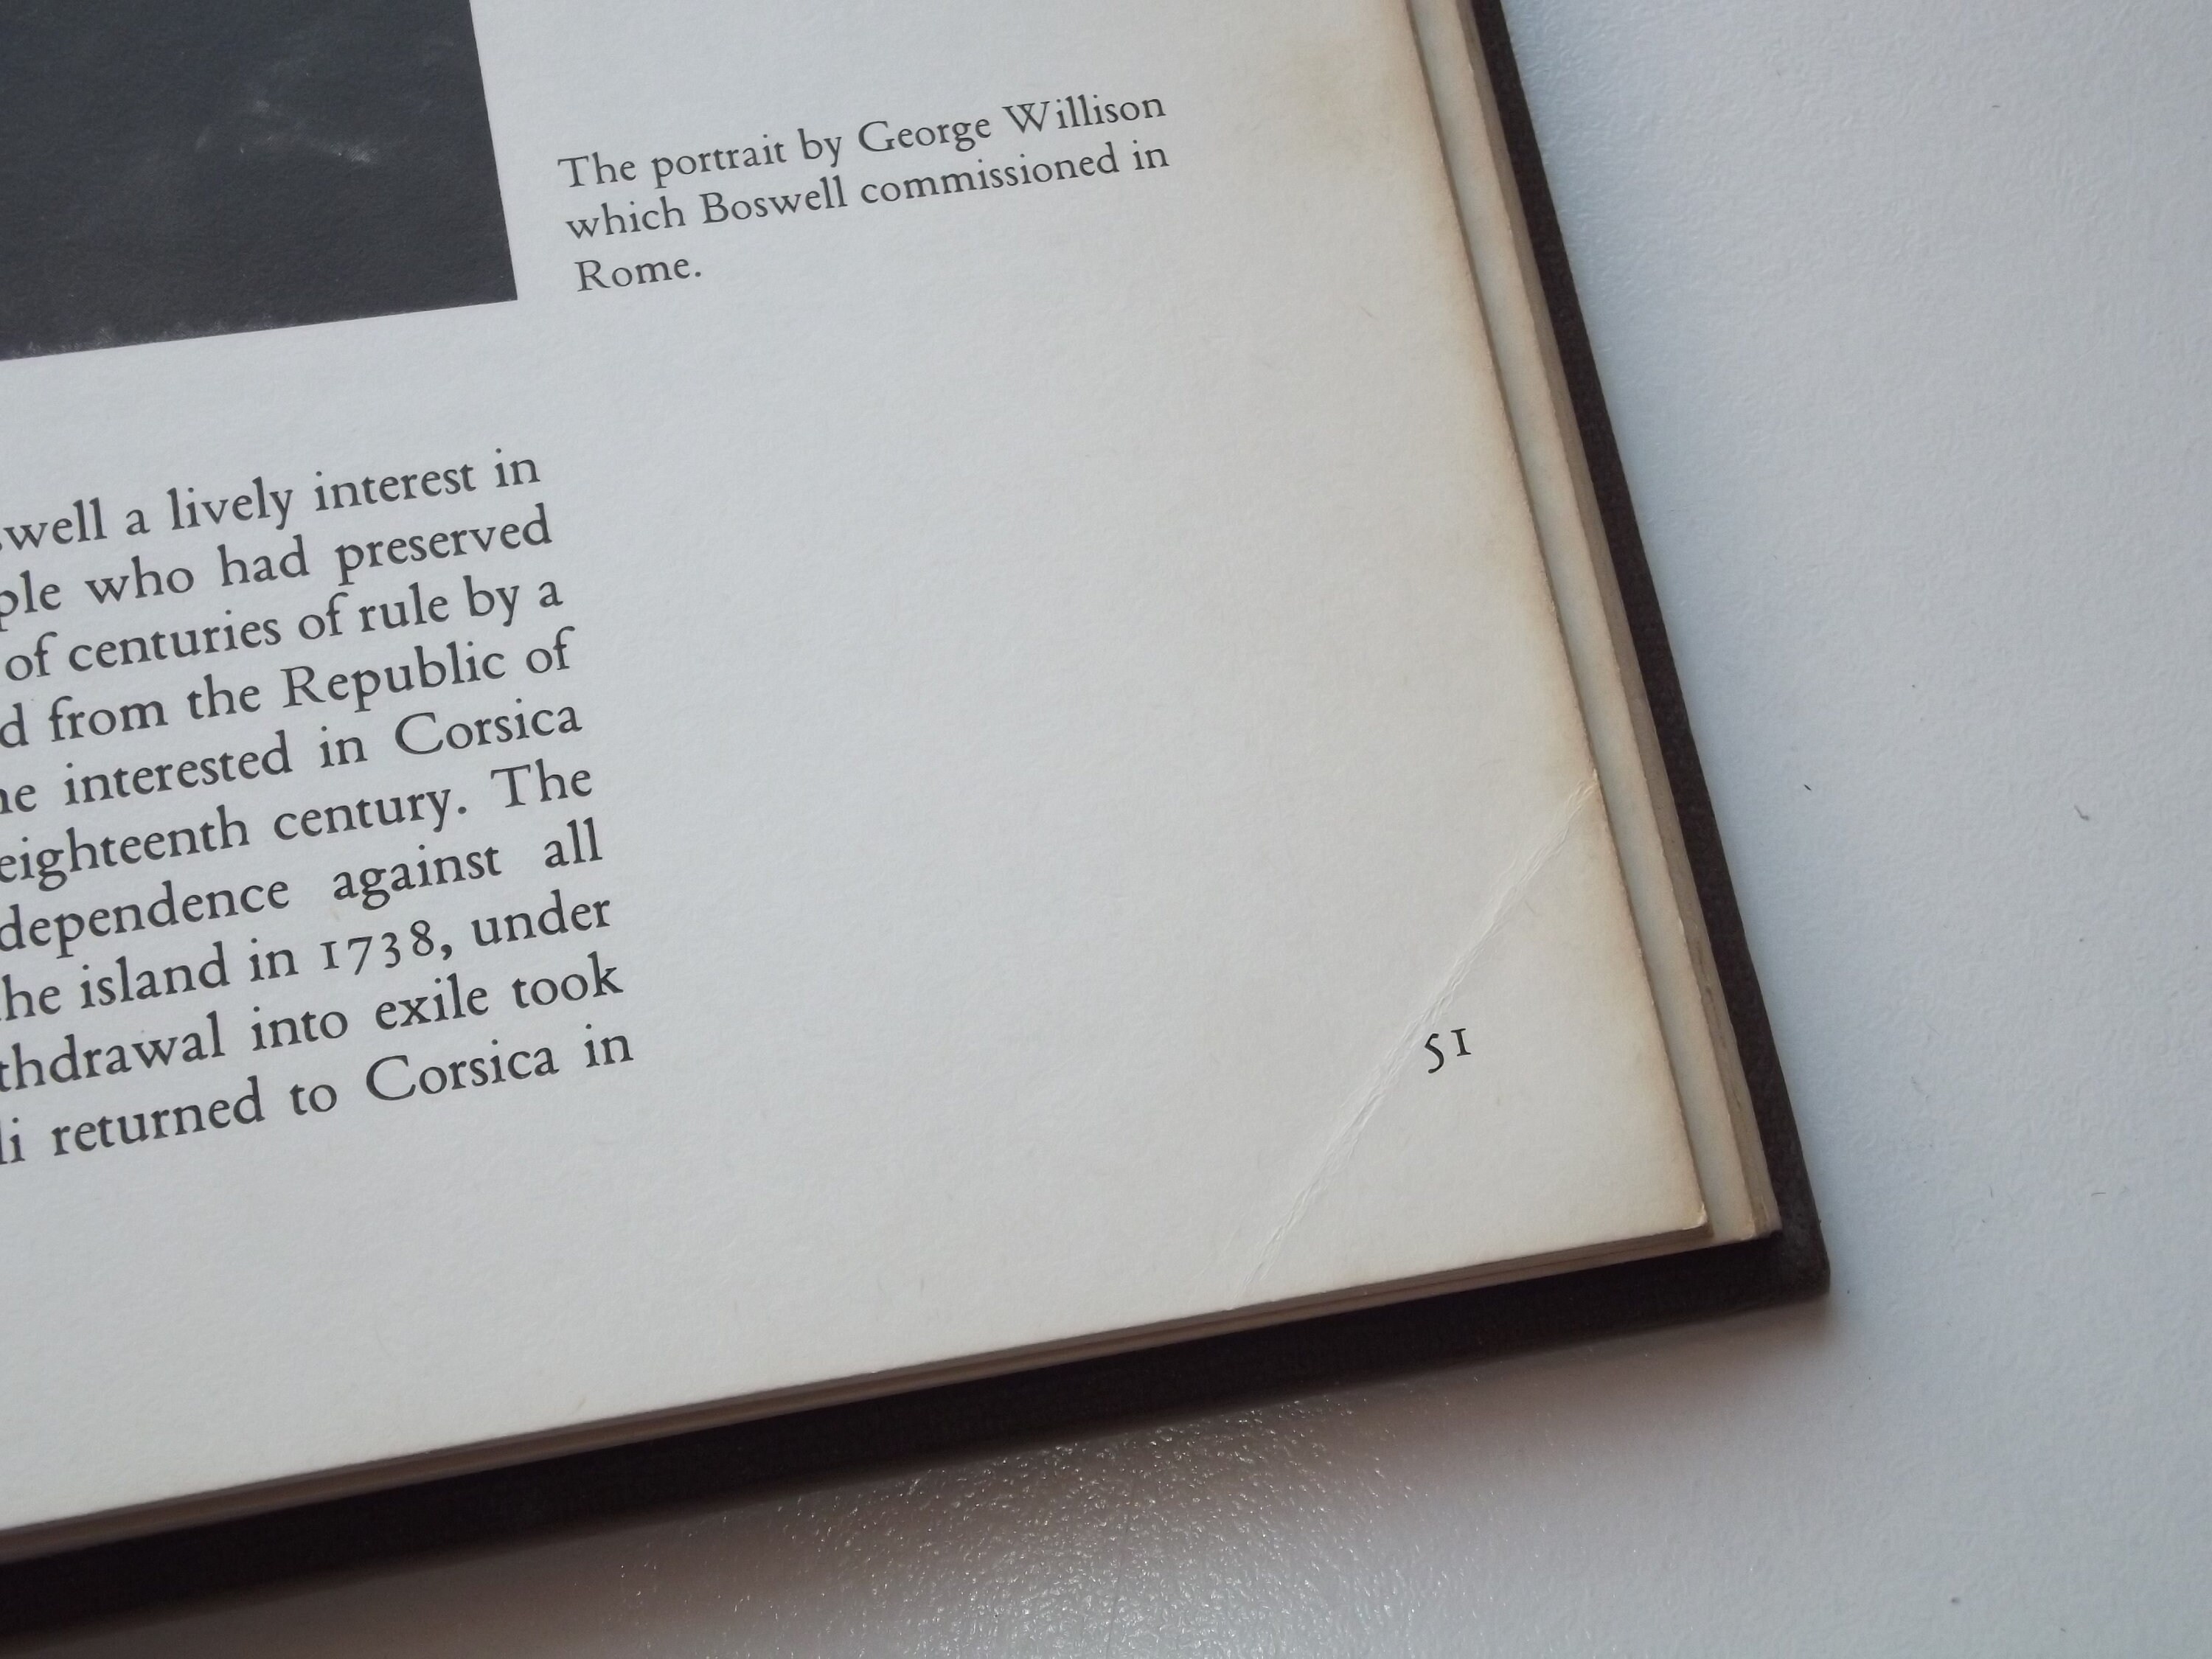 The portrait by George Willison
which Boswell commissioned in
Rome.
a lively interest in
who had preserved
of centuries of rule by a
from the Republic of
interested in Corsica
eighteenth century. The
against all
island in 1738, under
into exile took
returned to Corsica in
51